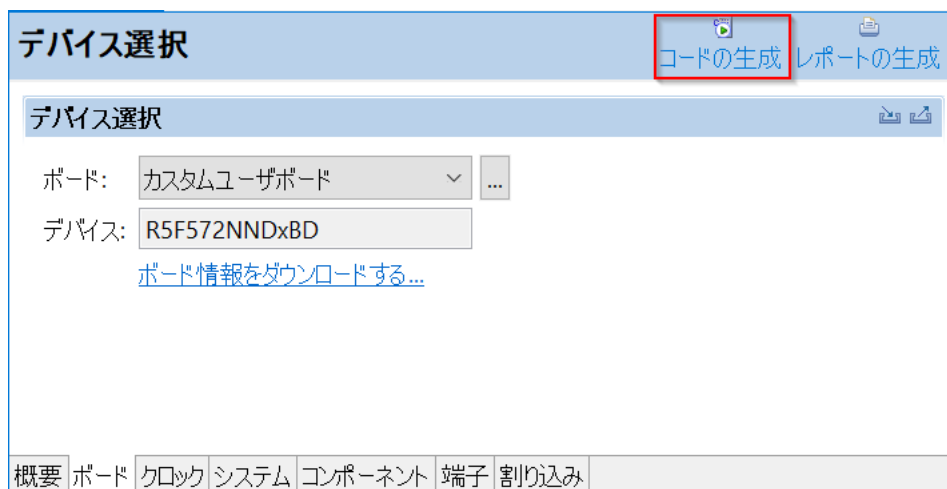 デバイス選択
コードの生成 レポートの生成
デバイス選択
ボード: カスタムユーザボード ...
デバイス: R5F572NNDxBD
ボード情報をダウンロードする...
概要 ボード クロック システム コンポーネント 端子 割り込み